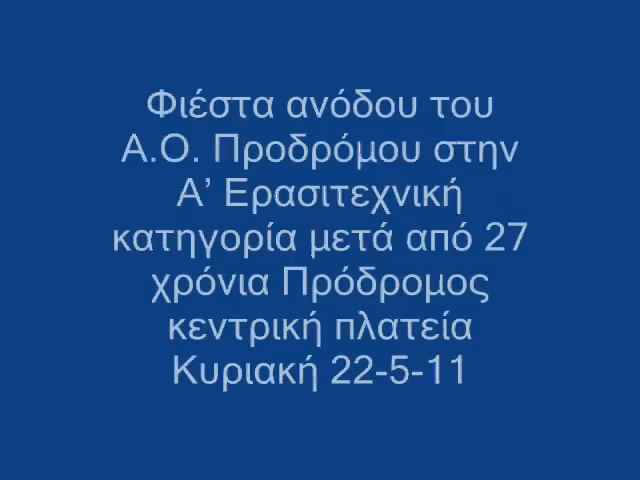 Φιέστα ανόδου του
Α.Ο. Προδρόμου στην
Α’ Ερασιτεχνική
κατηγορία μετά από 27
χρόνια Πρόδρομος
κεντρική πλατεία
Κυριακή 22-5-11